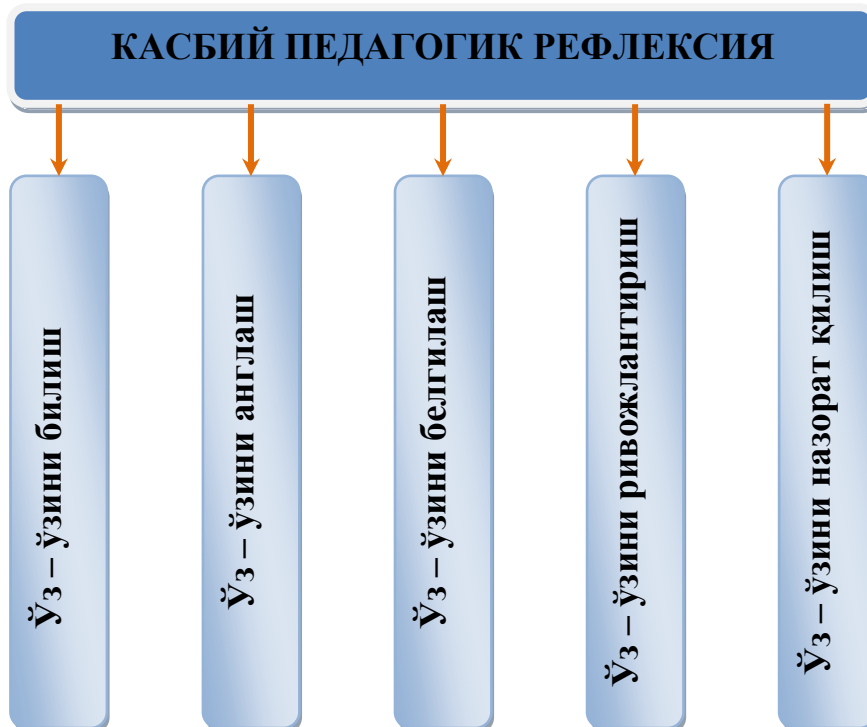 КАСБИЙ ПЕДАГОГИК РЕФЛЕКСИЯ
Ўз – ўзини билиш
Ўз – ўзини англаш
Ўз – ўзини белгилаш
Ўз – ўзини ривожлантириш
Ўз – ўзини назорат қилиш